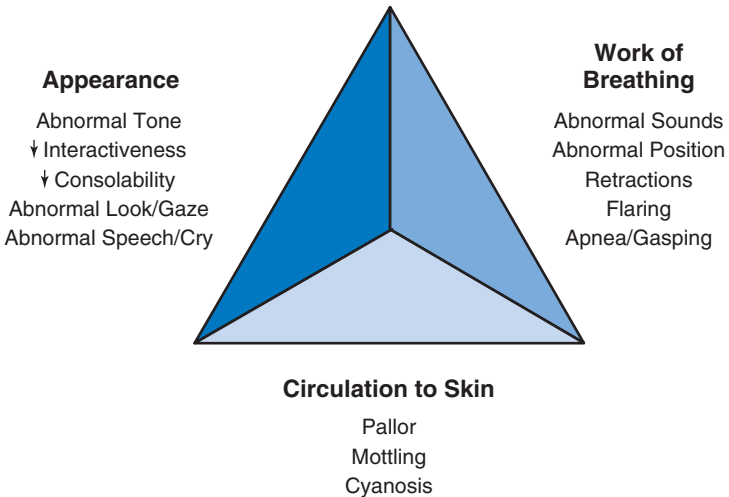 Appearance
Abnormal Tone
↓ Interactiveness
↓ Consolability
Abnormal Look/Gaze
Abnormal Speech/Cry
Work of
Breathing
Abnormal Sounds
Abnormal Position
Retractions
Flaring
Apnea/Gasping
Circulation to Skin
Pallor
Mottling
Cyanosis